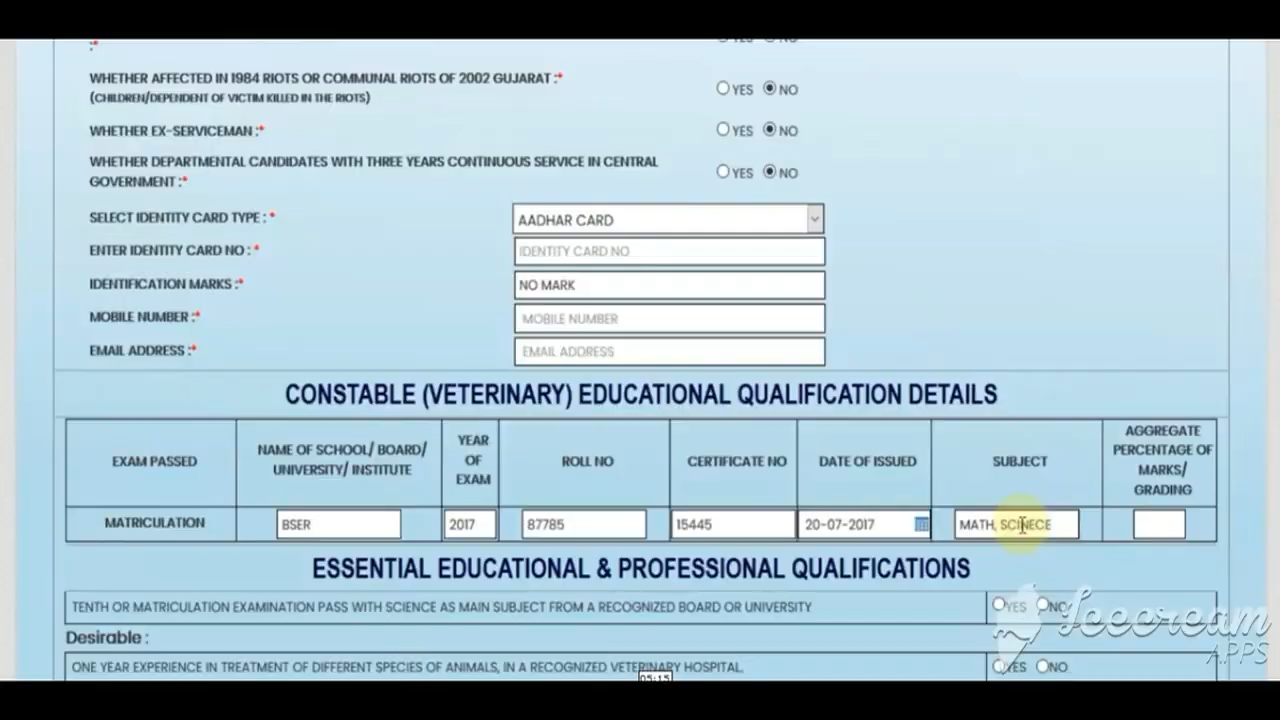 :*
YES NO
WHETHER AFFECTED IN 1984 RIOTS OR COMMUNAL RIOTS OF 2002 GUJARAT :*
(CHILDREN/DEPENDENT OF VICTIM KILLED IN THE RIOTS)
YES NO
WHETHER EX-SERVICEMAN :*
YES NO
WHETHER DEPARTMENTAL CANDIDATES WITH THREE YEARS CONTINUOUS SERVICE IN CENTRAL
GOVERNMENT :*
YES NO
SELECT IDENTITY CARD TYPE : *
AADHAR CARD
ENTER IDENTITY CARD NO : *
IDENTITY CARD NO
IDENTIFICATION MARKS :*
NO MARK
MOBILE NUMBER :*
MOBILE NUMBER
EMAIL ADDRESS :*
EMAIL ADDRESS
CONSTABLE (VETERINARY) EDUCATIONAL QUALIFICATION DETAILS
EXAM PASSED
NAME OF SCHOOL/ BOARD/
UNIVERSITY/ INSTITUTE
YEAR
OF
EXAM
ROLL NO
CERTIFICATE NO
DATE OF ISSUED
SUBJECT
AGGREGATE
PERCENTAGE OF
MARKS/
GRADING
MATRICULATION
BSER
2017
87785
15445
20-07-2017
MATH, SCINECE
ESSENTIAL EDUCATIONAL & PROFESSIONAL QUALIFICATIONS
TENTH OR MATRICULATION EXAMINATION PASS WITH SCIENCE AS MAIN SUBJECT FROM A RECOGNIZED BOARD OR UNIVERSITY
YES NO
Desirable :
ONE YEAR EXPERIENCE IN TREATMENT OF DIFFERENT SPECIES OF ANIMALS, IN A RECOGNIZED VETERINARY HOSPITAL.
YES NO
05:15
Icecream
APPS